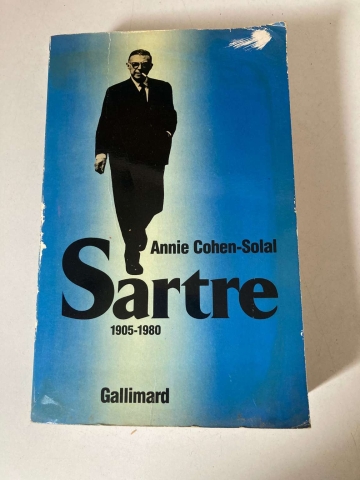 Annie Cohen-Solal
Sartre
1905-1980
Gallimard